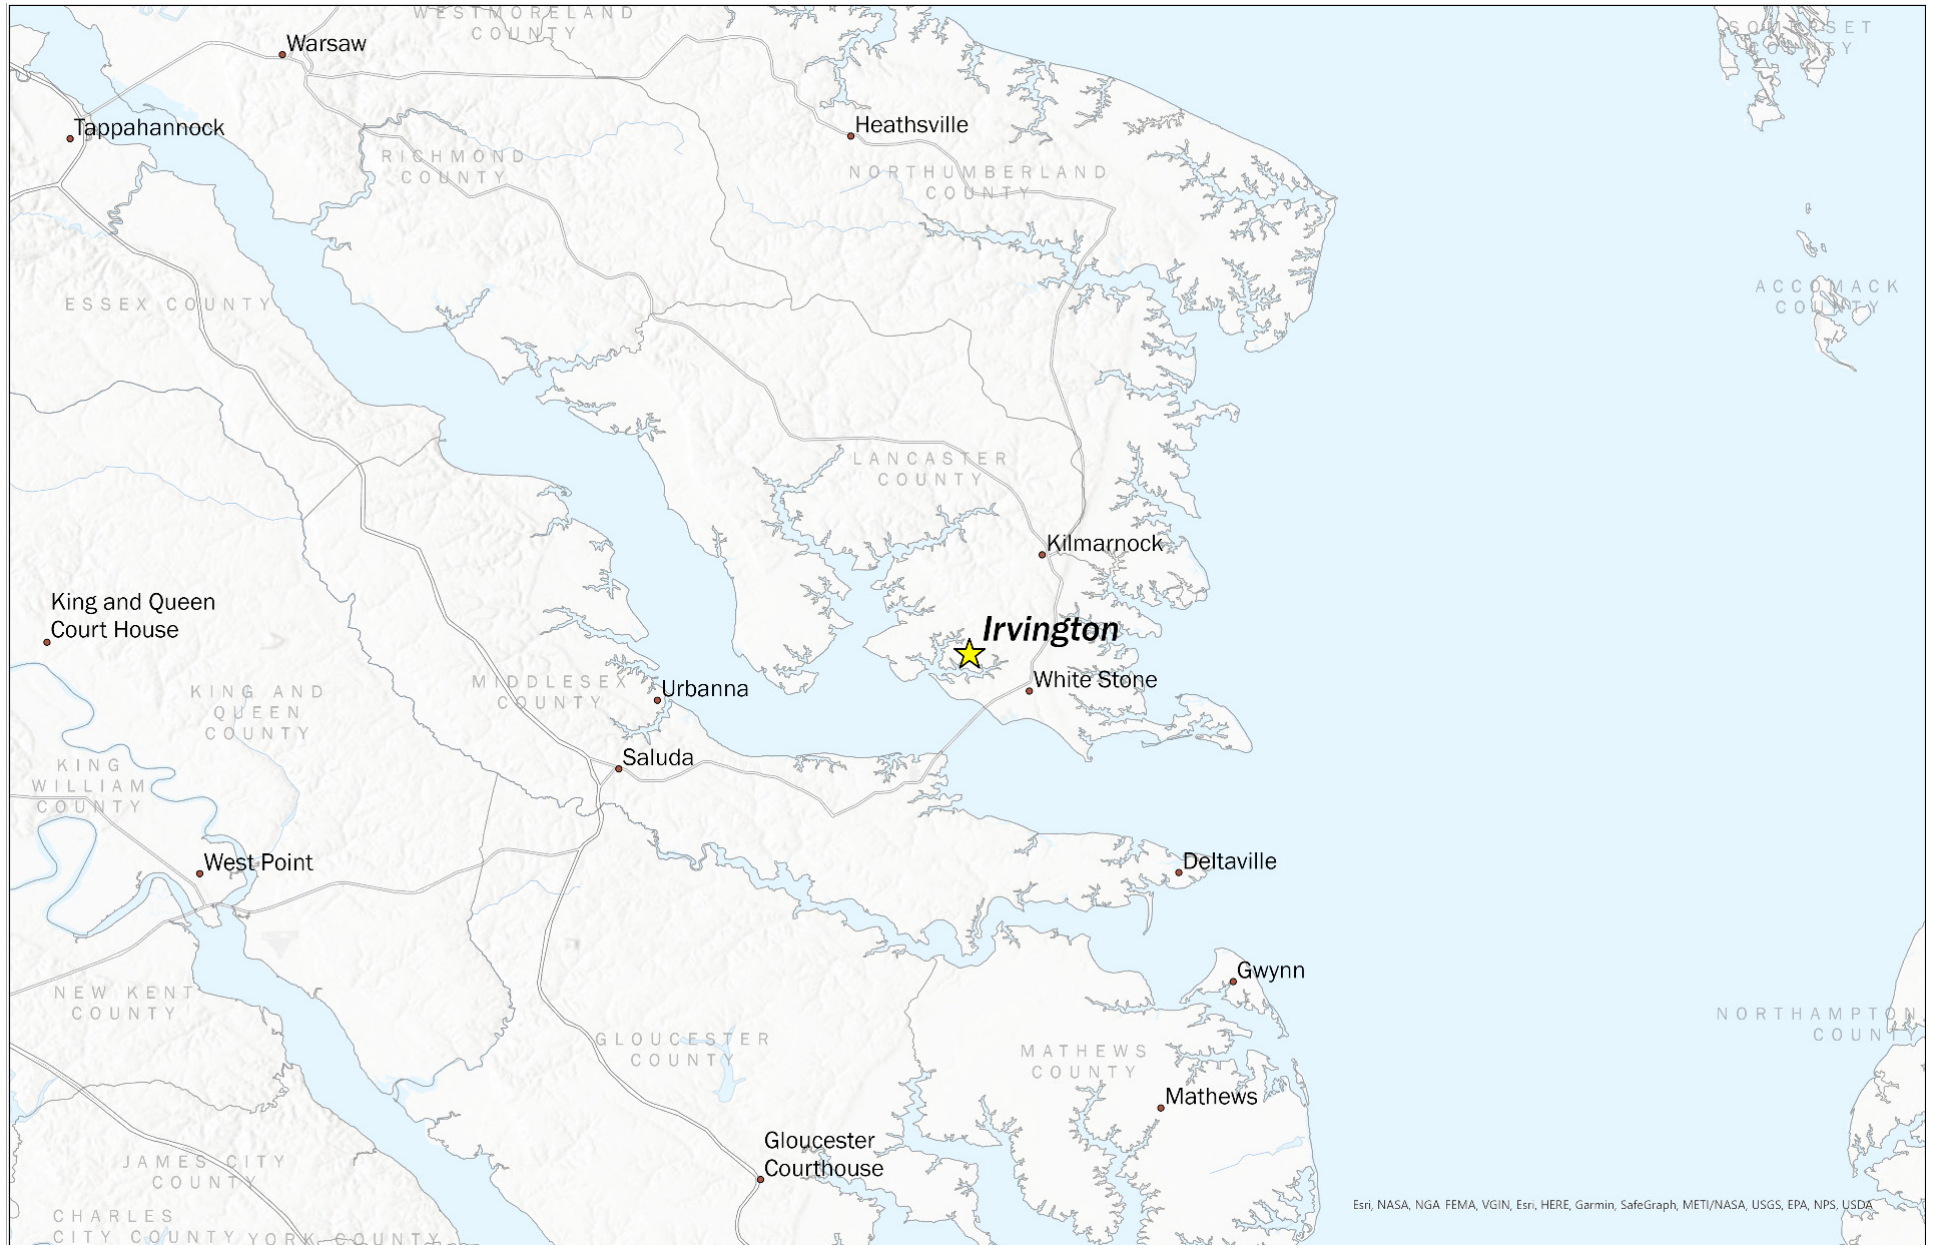 WESTMORELAND
COUNTY
SOMERSET
COUNTY
Warsaw
Tappahannock
Heathsville
RICHMOND
COUNTY
NORTHUMBERLAND
COUNTY
ESSEX COUNTY
ACCOMACK
COUNTY
LANCASTER
COUNTY
Kilmarnock
King and Queen
Court House
Irvington
White Stone
MIDDLESEX
COUNTY
Urbanna
KING AND
QUEEN
COUNTY
Saluda
KING
WILLIAM
COUNTY
West Point
Deltaville
Gwynn
NEW KENT
COUNTY
NORTHAMPTON
COUNTY
GLOUCESTER
COUNTY
MATHEWS
COUNTY
Mathews
Gloucester
Courthouse
JAMES CITY
COUNTY
CHARLES
CITY COUNTY
YORK COUNTY
Esri, NASA, NGA FEMA, VGIN, Esri, HERE, Garmin, SafeGraph, METI/NASA, USGS, EPA, NPS, USDA